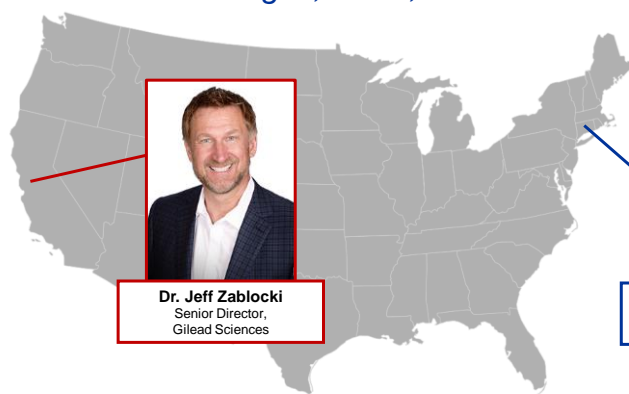 Dr. Jeff Zablocki
Senior Director,
Gilead Sciences